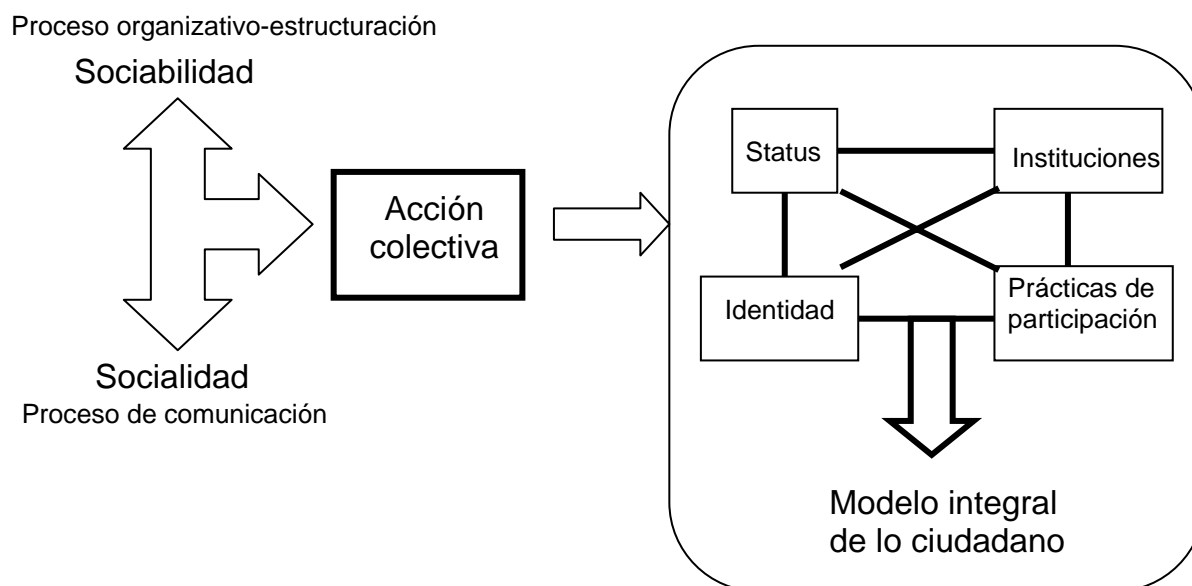 Proceso organizativo-estructuración
Sociabilidad
Socialidad
Proceso de comunicación
Acción
colectiva
Status
Instituciones
Identidad
Prácticas de
participación
Modelo integral
de lo ciudadano